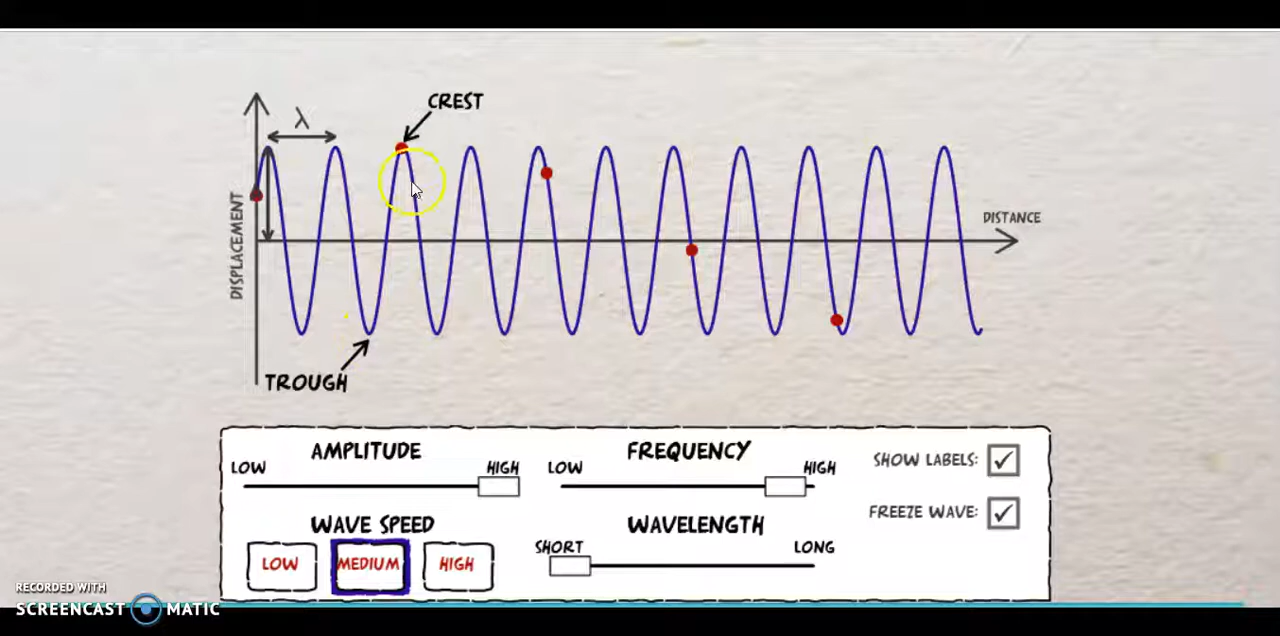 CREST
λ
DISPLACEMENT
DISTANCE
TROUGH
AMPLITUDE
LOW HIGH
FREQUENCY
LOW HIGH
SHOW LABELS: ✓
FREEZE WAVE: ✓
WAVE SPEED
LOW MEDIUM HIGH
WAVELENGTH
SHORT LONG
RECORDED WITH
SCREENCAST MATIC